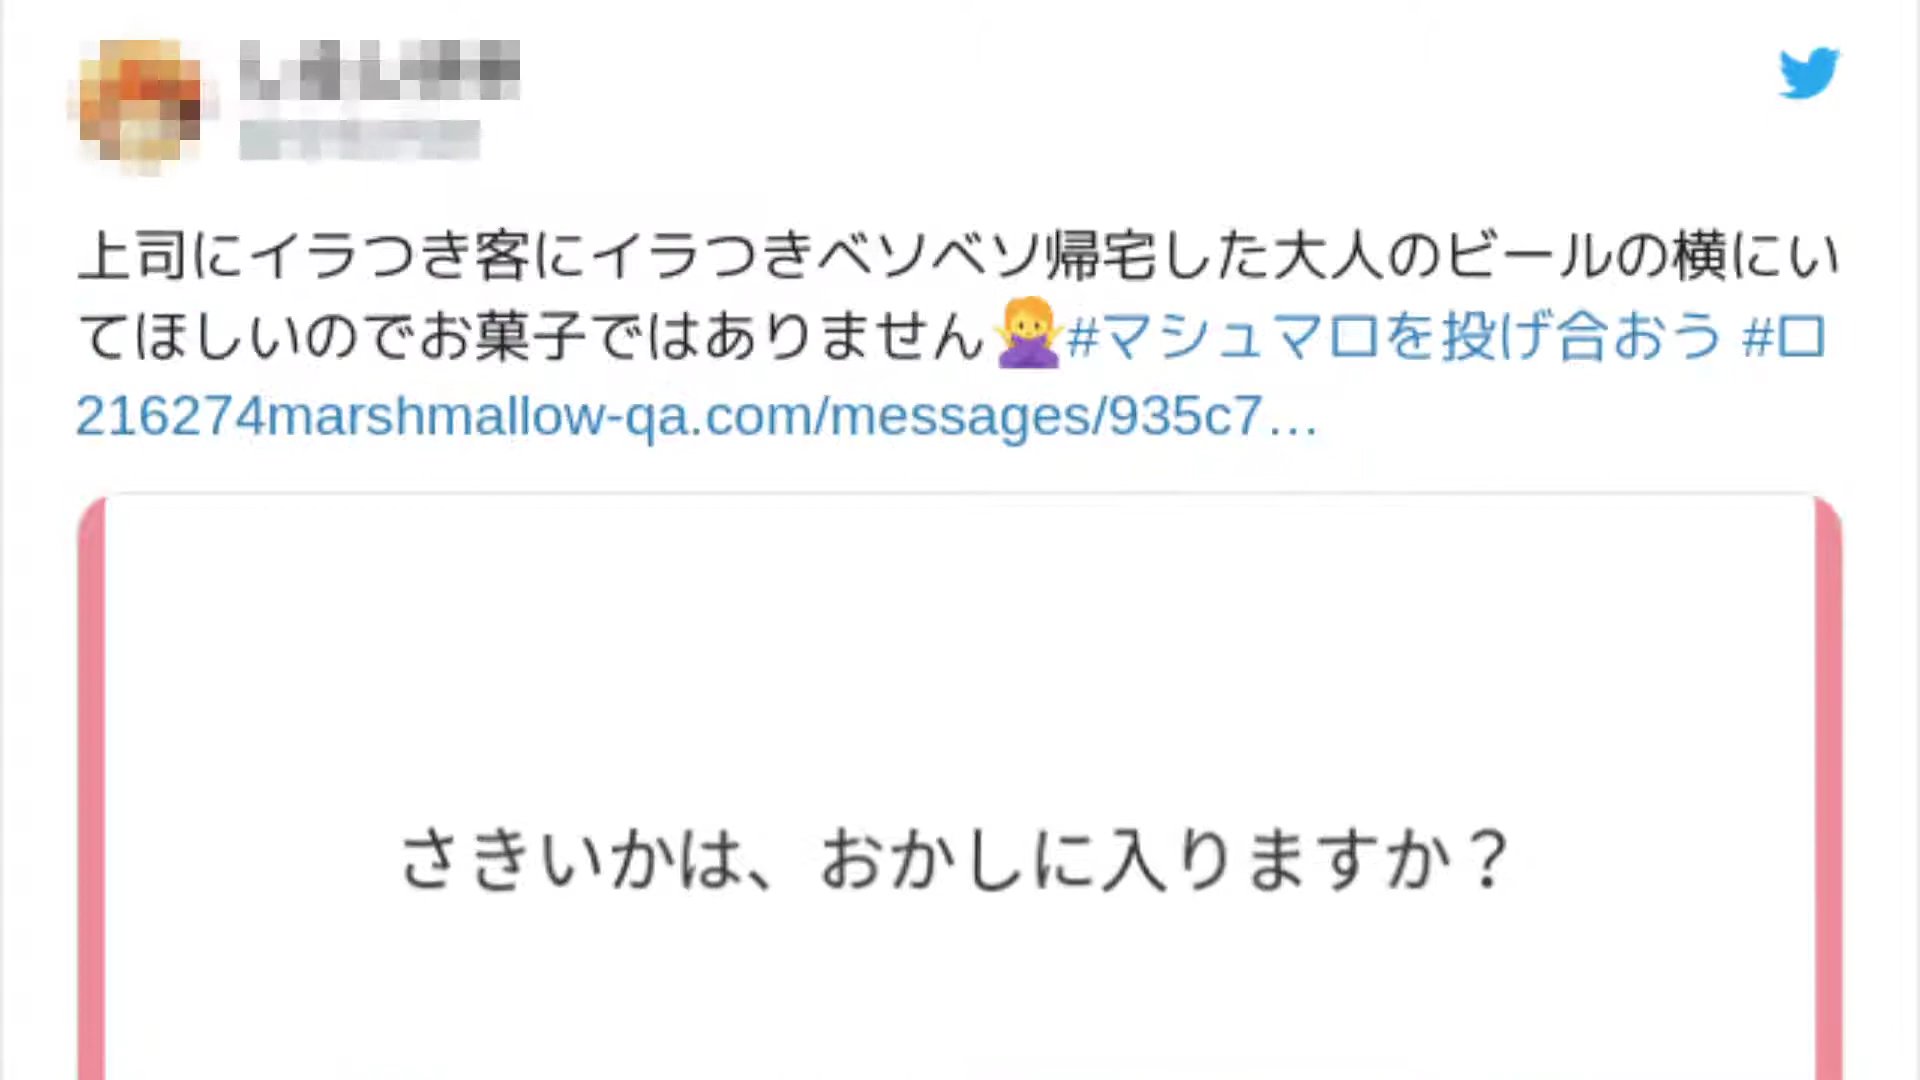 上司にイラつき客にイラつきベソベソ帰宅した大人のビールの横にい
てほしいのでお菓子ではありません🙅#マシュマロを投げ合おう #口
216274marshmallow-qa.com/messages/935c7…
さきいかは、おかしに入りますか？